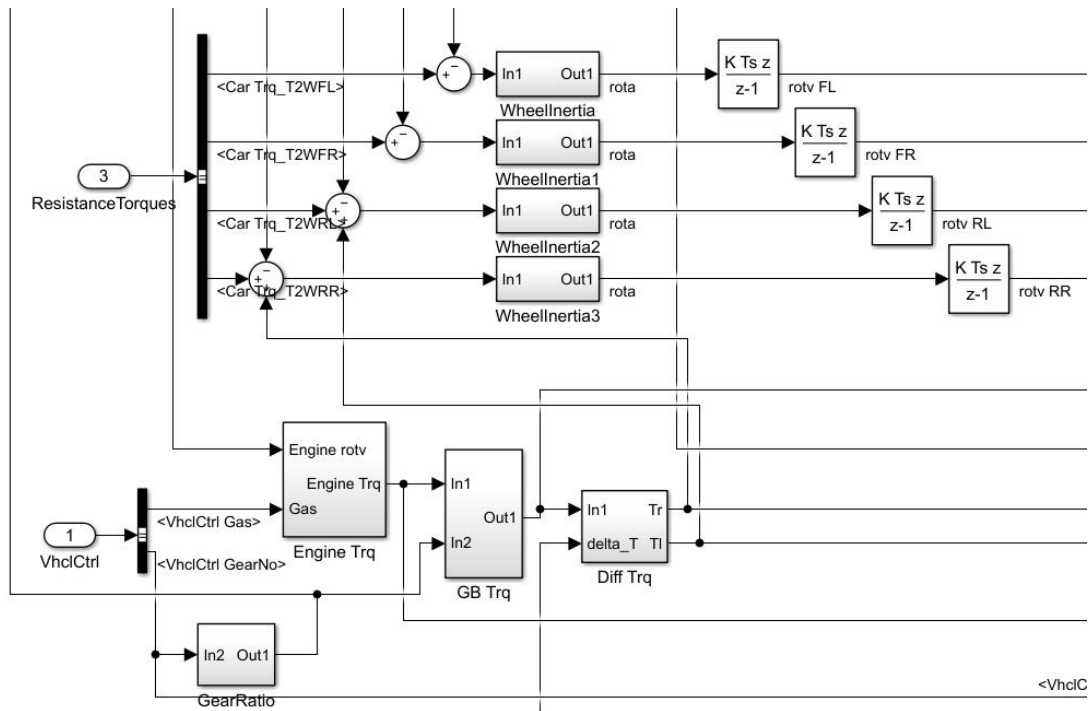 <Car Trq_T2WFL>
+ −
In1 Out1
WheelInertia
rota
K Ts z
z-1
rotv FL
<Car Trq_T2WFR>
+ −
In1 Out1
WheelInertia1
rota
K Ts z
z-1
rotv FR
3
ResistanceTorques
<Car Trq_T2WRL>
+ − +
In1 Out1
WheelInertia2
rota
K Ts z
z-1
rotv RL
<Car Trq_T2WRR>
+ − +
In1 Out1
WheelInertia3
rota
K Ts z
z-1
rotv RR
Engine rotv
Engine Trq
Gas
Engine Trq
In1
Out1
In2
GB Trq
In1 Tr
delta_T Tl
Diff Trq
1
VhclCtrl
<VhclCtrl Gas>
<VhclCtrl GearNo>
In2 Out1
GearRatio
<VhclC